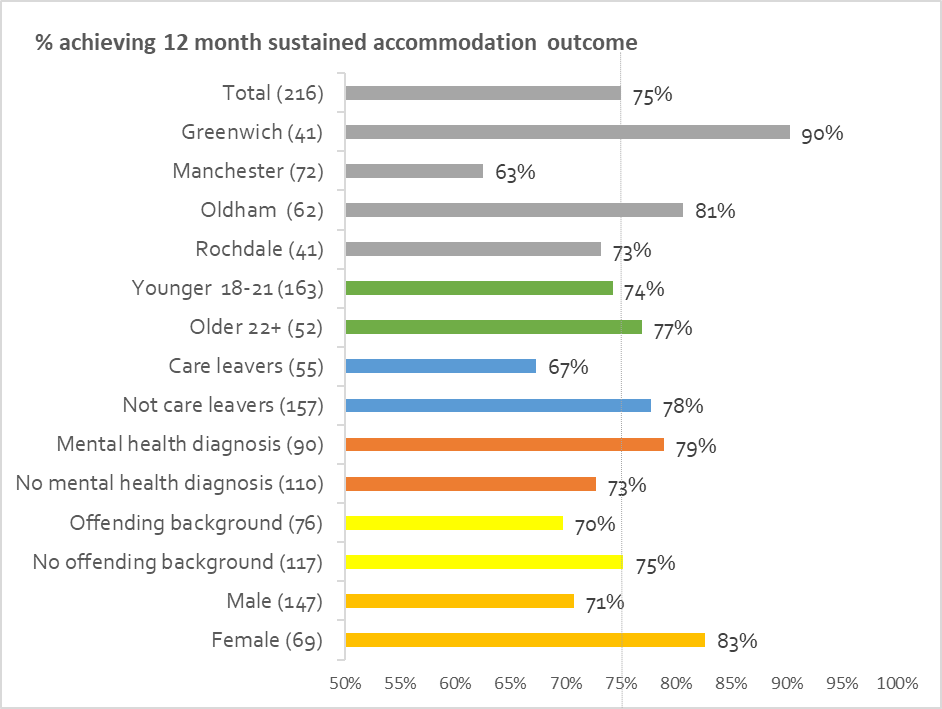 % achieving 12 month sustained accommodation outcome
Total (216) 75%
Greenwich (41) 90%
Manchester (72) 63%
Oldham (62) 81%
Rochdale (41) 73%
Younger 18-21 (163) 74%
Older 22+ (52) 77%
Care leavers (55) 67%
Not care leavers (157) 78%
Mental health diagnosis (90) 79%
No mental health diagnosis (110) 73%
Offending background (76) 70%
No offending background (117) 75%
Male (147) 71%
Female (69) 83%
50% 55% 60% 65% 70% 75% 80% 85% 90% 95% 100%